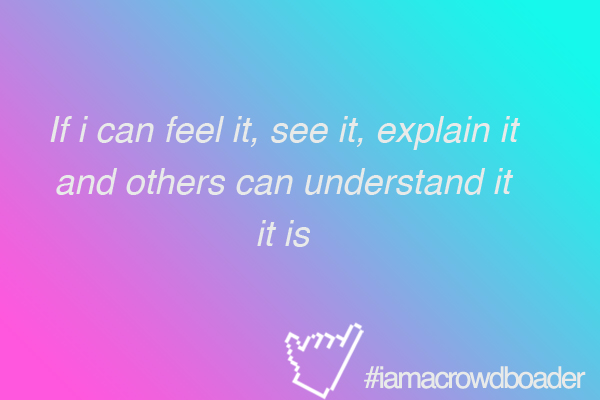 If i can feel it, see it, explain it
and others can understand it
it is
#iamacrowdboader